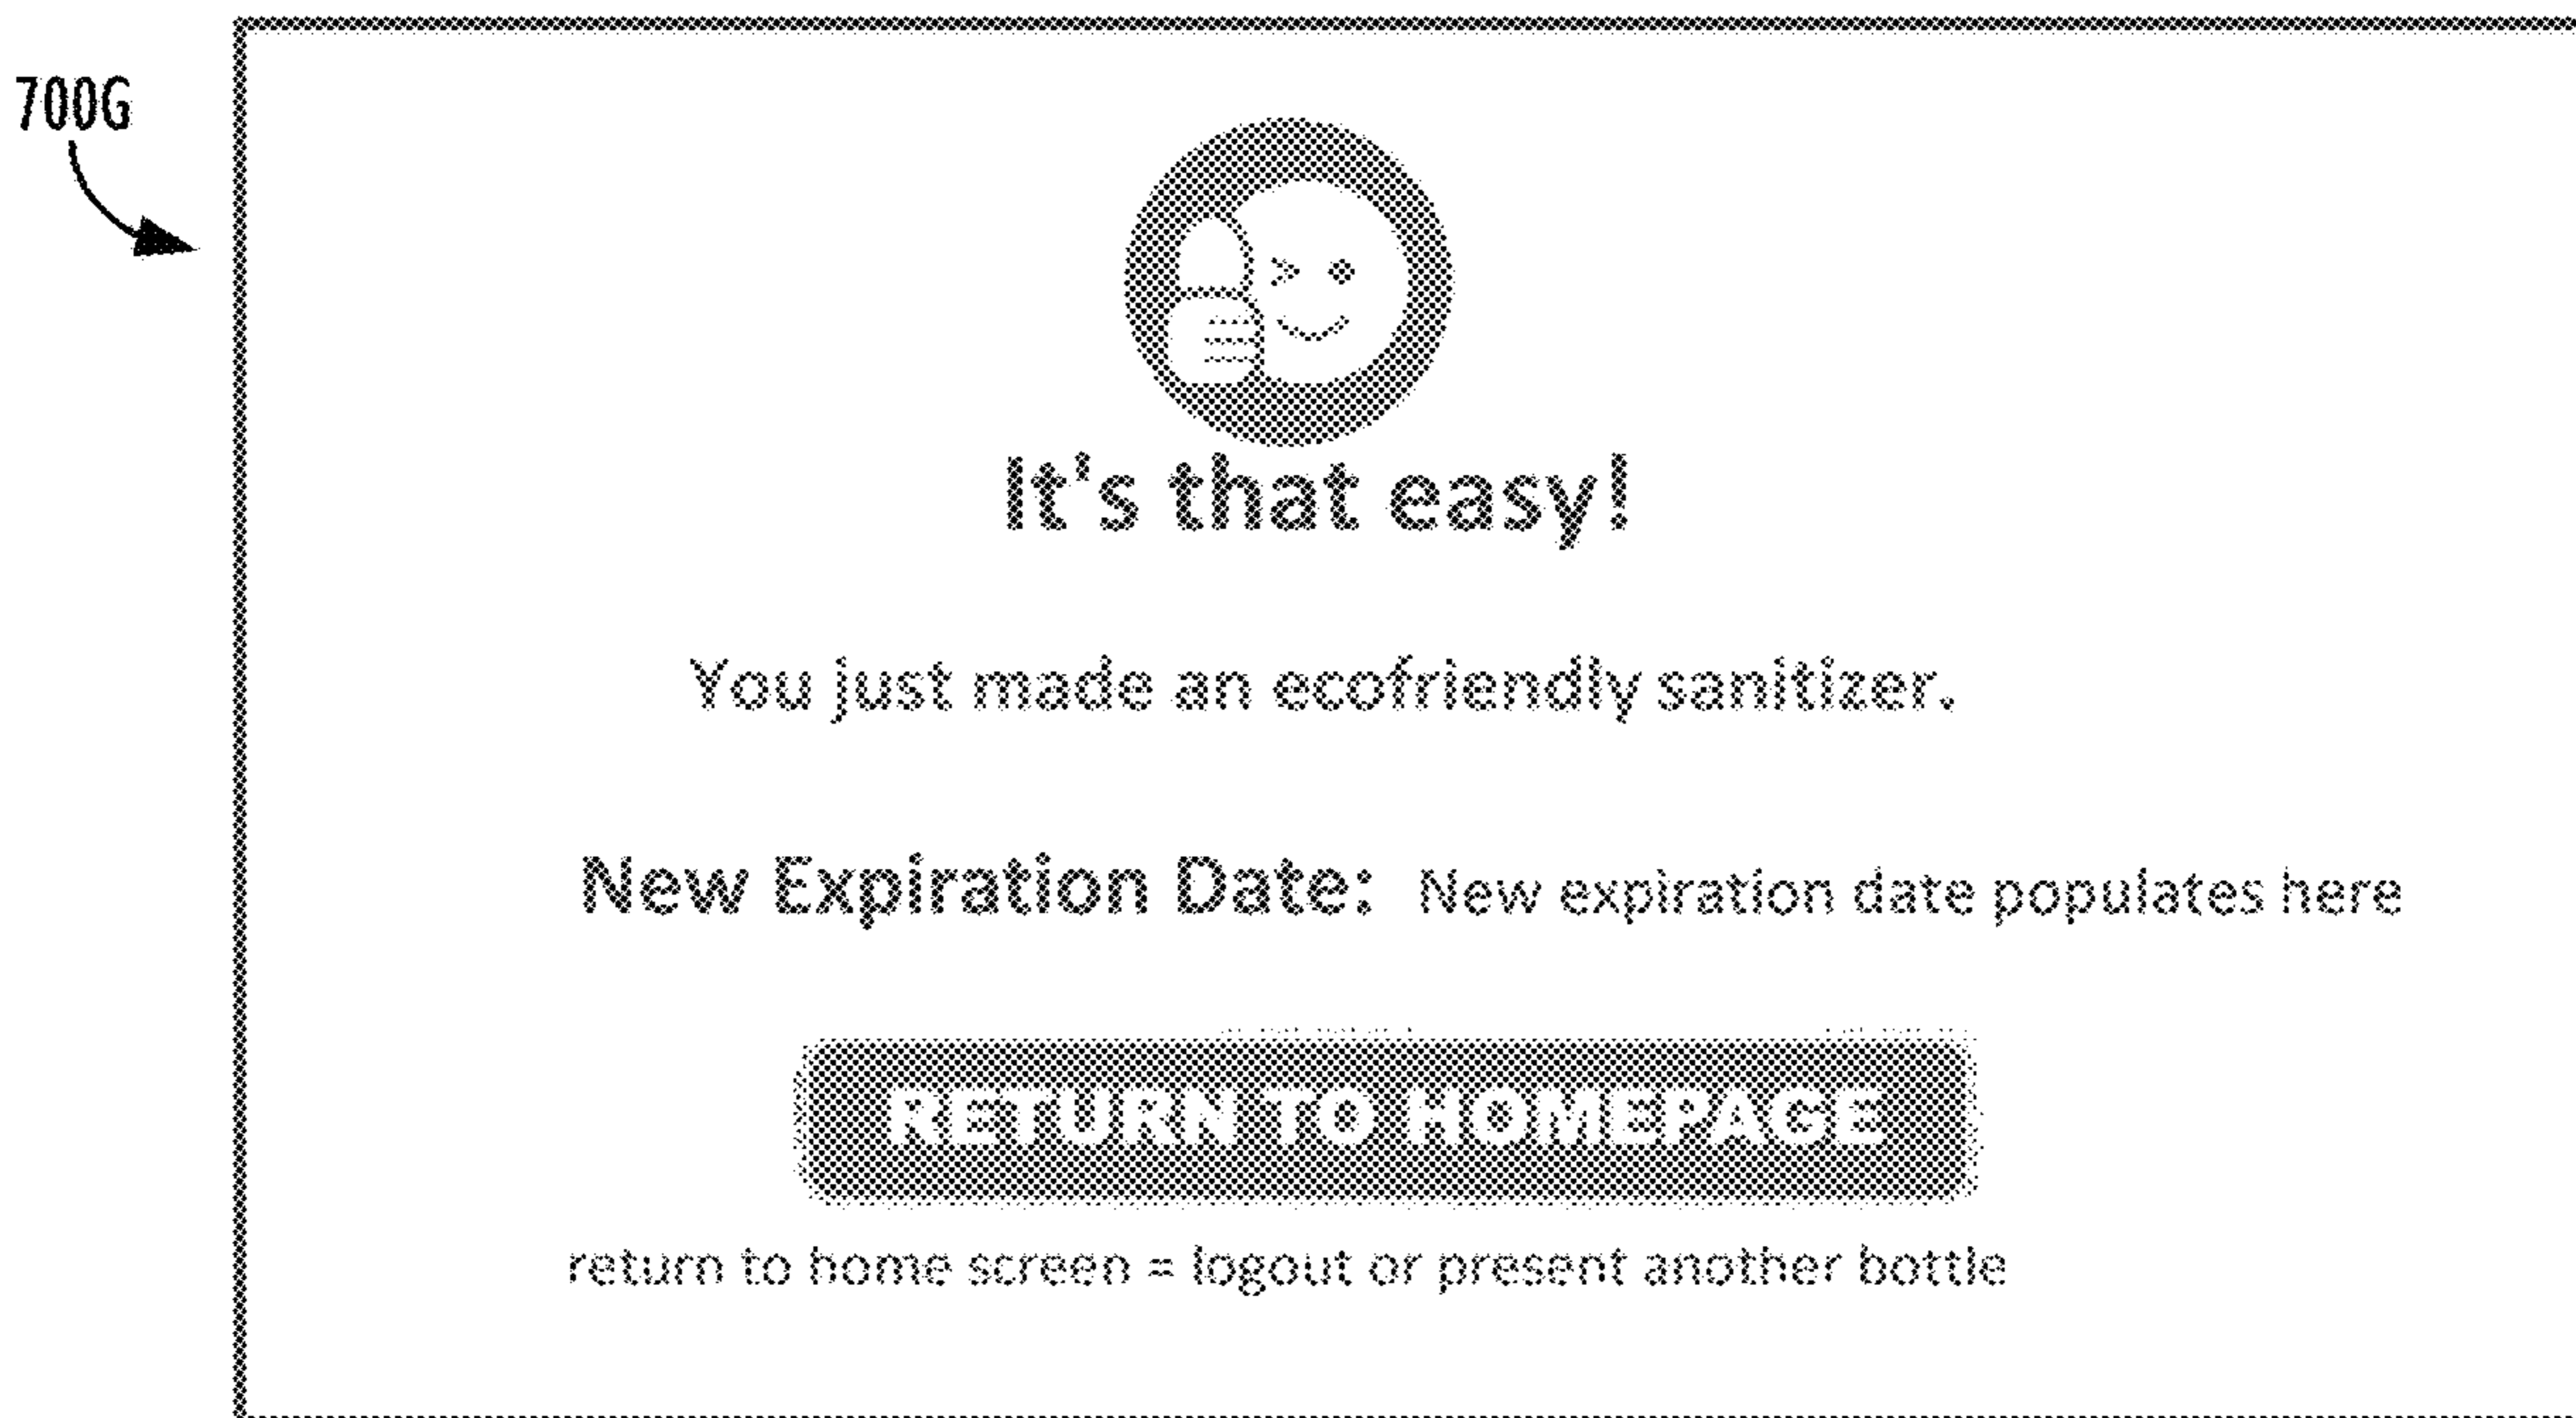 700G
It's that easy!
You just made an ecofriendly sanitizer.
New Expiration Date: New expiration date populates here
RETURN TO HOMEPAGE
return to home screen = logout or present another bottle